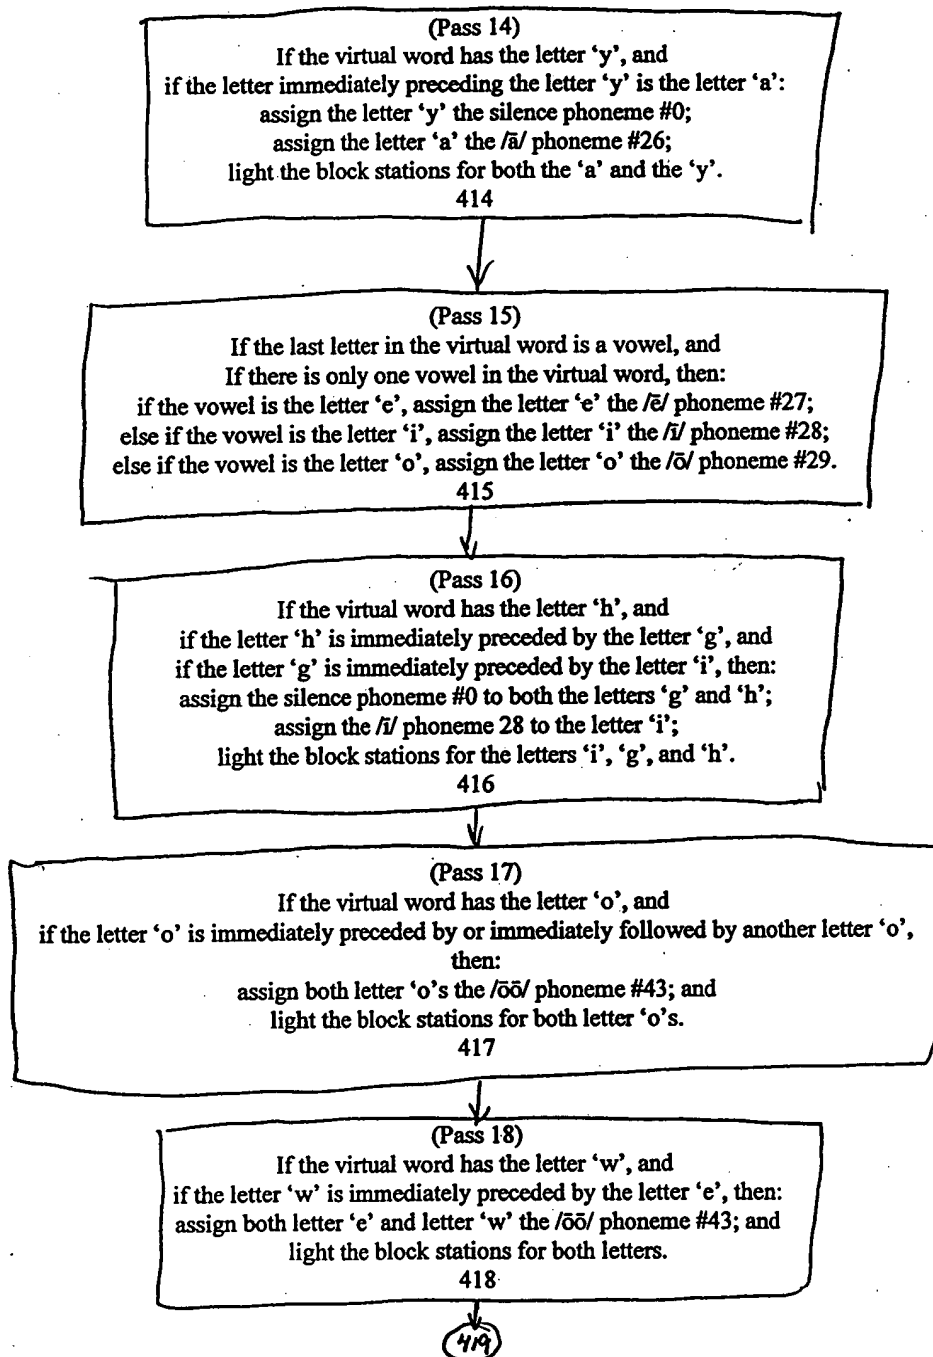 (Pass 14)
If the virtual word has the letter ‘y’, and
if the letter immediately preceding the letter ‘y’ is the letter ‘a’:
assign the letter ‘y’ the silence phoneme #0;
assign the letter ‘a’ the /ā/ phoneme #26;
light the block stations for both the ‘a’ and the ‘y’.
414
(Pass 15)
If the last letter in the virtual word is a vowel, and
If there is only one vowel in the virtual word, then:
if the vowel is the letter ‘e’, assign the letter ‘e’ the /ē/ phoneme #27;
else if the vowel is the letter ‘i’, assign the letter ‘i’ the /ī/ phoneme #28;
else if the vowel is the letter ‘o’, assign the letter ‘o’ the /ō/ phoneme #29.
415
(Pass 16)
If the virtual word has the letter ‘h’, and
if the letter ‘h’ is immediately preceded by the letter ‘g’, and
if the letter ‘g’ is immediately preceded by the letter ‘i’, then:
assign the silence phoneme #0 to both the letters ‘g’ and ‘h’;
assign the /ī/ phoneme 28 to the letter ‘i’;
light the block stations for the letters ‘i’, ‘g’, and ‘h’.
416
(Pass 17)
If the virtual word has the letter ‘o’, and
if the letter ‘o’ is immediately preceded by or immediately followed by another letter ‘o’,
then:
assign both letter ‘o’s the /ōō/ phoneme #43; and
light the block stations for both letter ‘o’s.
417
(Pass 18)
If the virtual word has the letter ‘w’, and
if the letter ‘w’ is immediately preceded by the letter ‘e’, then:
assign both letter ‘e’ and letter ‘w’ the /ōō/ phoneme #43; and
light the block stations for both letters.
418
419